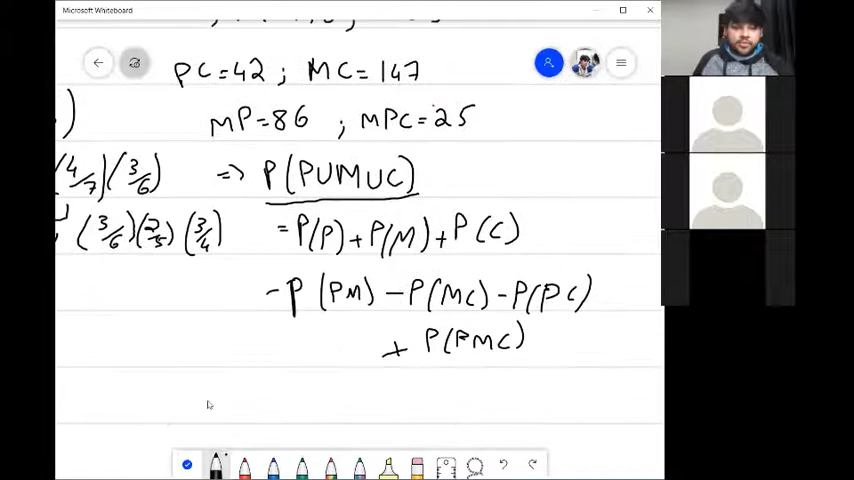 Microsoft Whiteboard
PC=42 ; MC=147
MP=86 ; MPC=25
(4/7)(3/6) => P(PUMUC)
(3/6)(2/5)(3/4) =P(P)+P(M)+P(C)
-P(PM)-P(MC)-P(PC)
+ P(PMC)